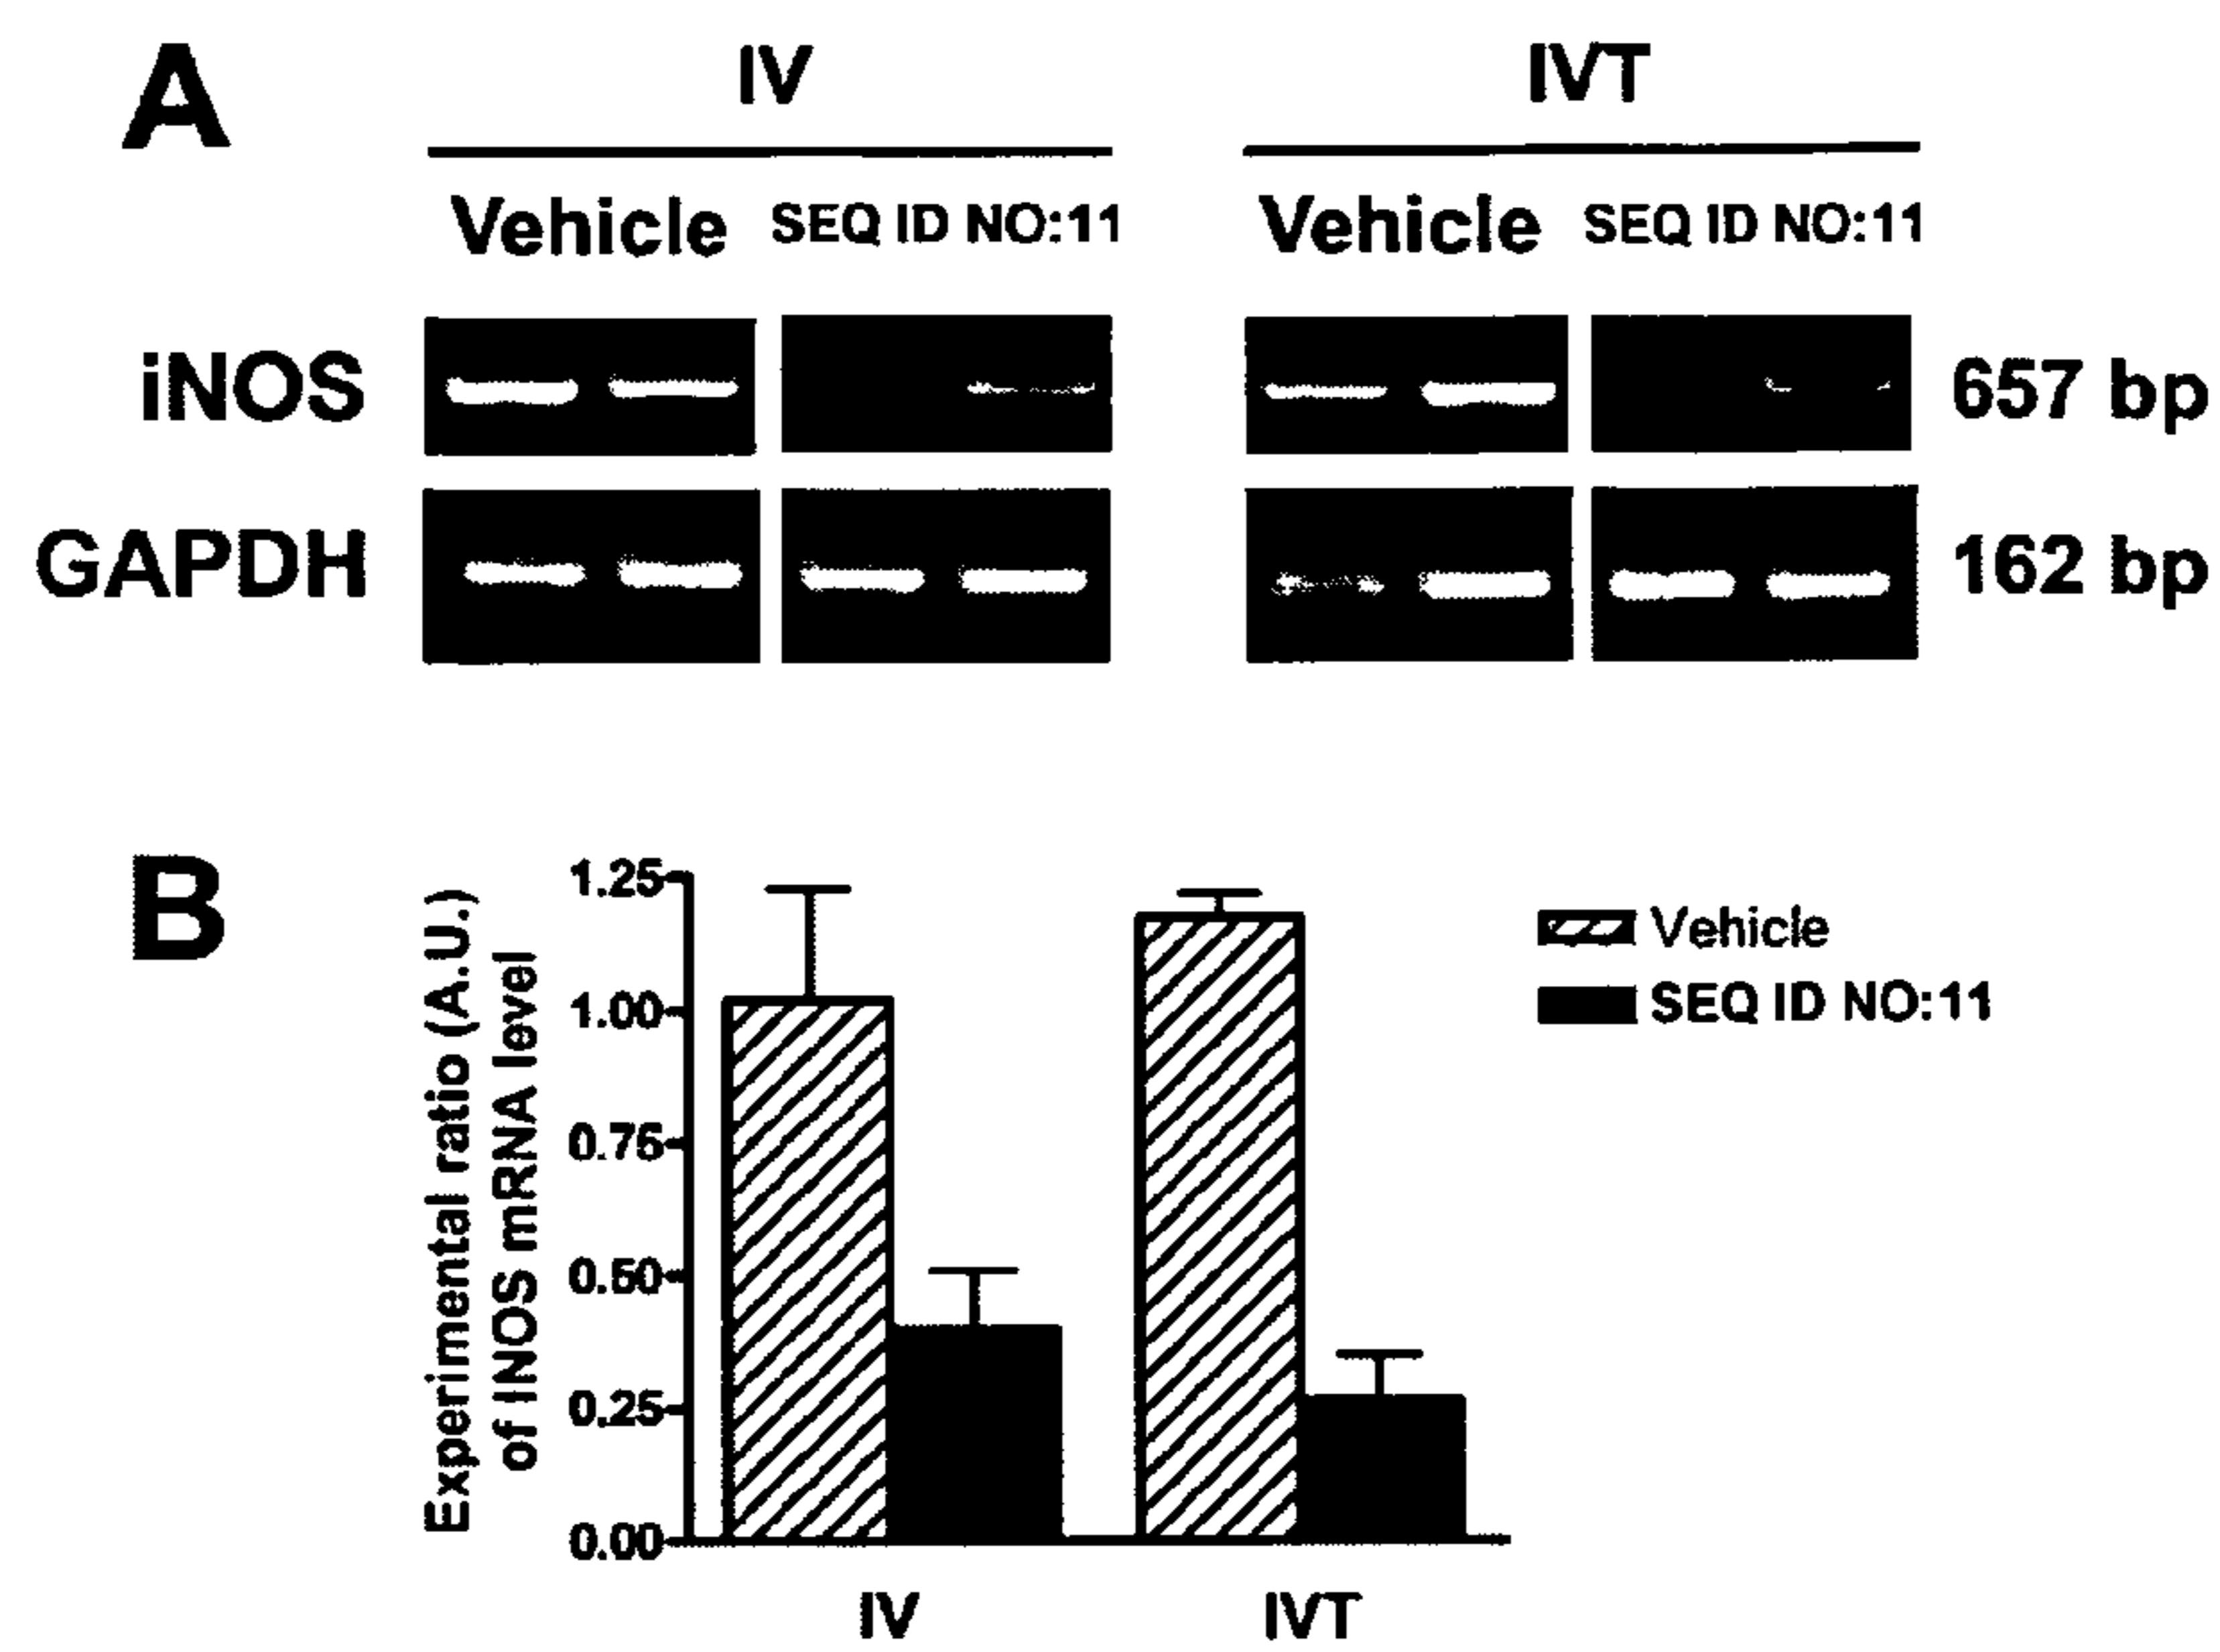 A
IV
IVT
Vehicle
SEQ ID NO:11
Vehicle
SEQ ID NO:11
iNOS
657 bp
GAPDH
162 bp
B
Experimental ratio (A.U.)
of iNOS mRNA level
1.25
1.00
0.75
0.50
0.25
0.00
IV
IVT
Vehicle
SEQ ID NO:11